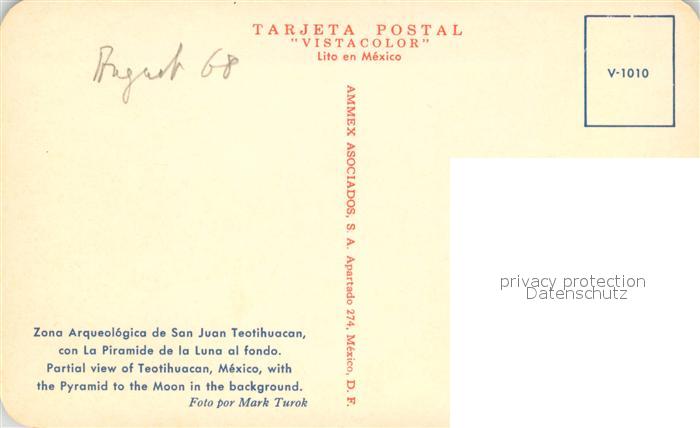 TARJETA POSTAL
"VISTACOLOR"
Lito en México
V-1010
August 68
AMMEX ASOCIADOS, S. A. Apartado 274, México, D. F.
privacy protection
Datenschutz
Zona Arqueológica de San Juan Teotihuacan,
con La Piramide de la Luna al fondo.
Partial view of Teotihuacan, México, with
the Pyramid to the Moon in the background.
Foto por Mark Turok